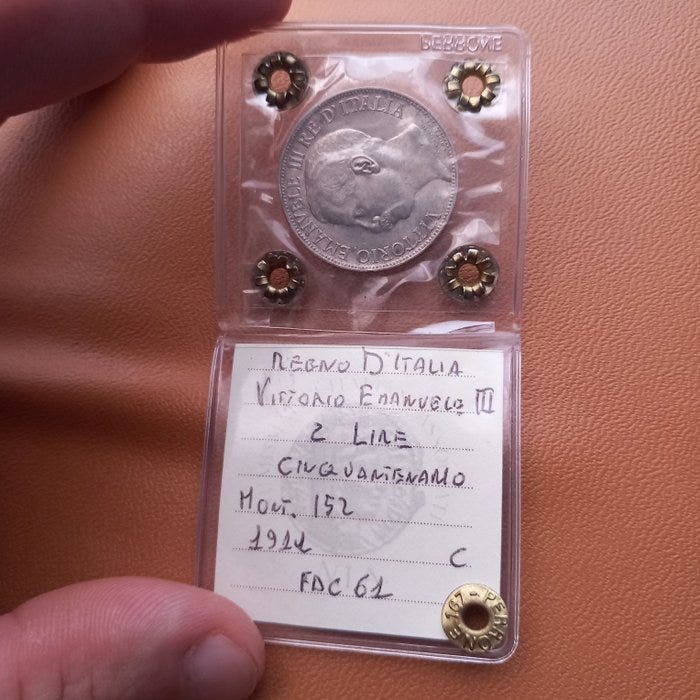 PERRONE
VITTORIO EMANVELE III RE D'ITALIA
REGNO D'ITALIA
VITTORIO EMANUELE III
2 LIRE
CINQUANTENARIO
MONT. 152
1911 C
FDC 61
167 - PERRONE